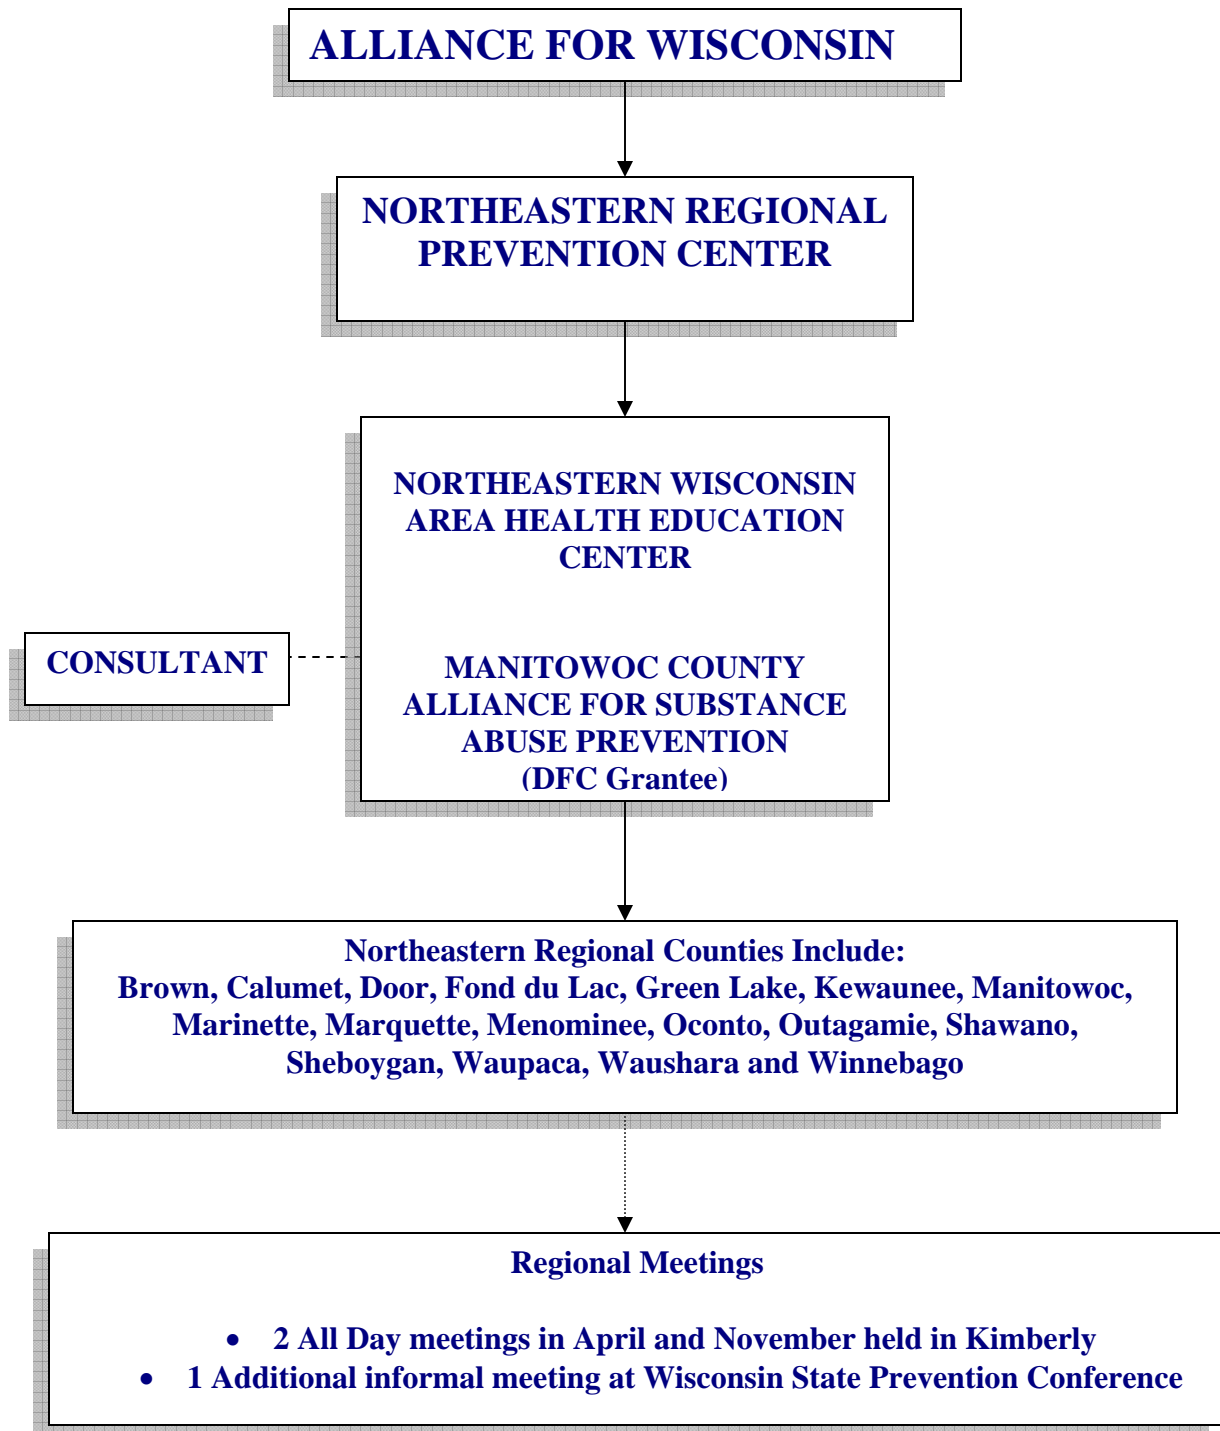 ALLIANCE FOR WISCONSIN
NORTHEASTERN REGIONAL
PREVENTION CENTER
NORTHEASTERN WISCONSIN
AREA HEALTH EDUCATION
CENTER
CONSULTANT
MANITOWOC COUNTY
ALLIANCE FOR SUBSTANCE
ABUSE PREVENTION
(DFC Grantee)
Northeastern Regional Counties Include:
Brown, Calumet, Door, Fond du Lac, Green Lake, Kewaunee, Manitowoc,
Marinette, Marquette, Menominee, Oconto, Outagamie, Shawano,
Sheboygan, Waupaca, Waushara and Winnebago
Regional Meetings
• 2 All Day meetings in April and November held in Kimberly
• 1 Additional informal meeting at Wisconsin State Prevention Conference